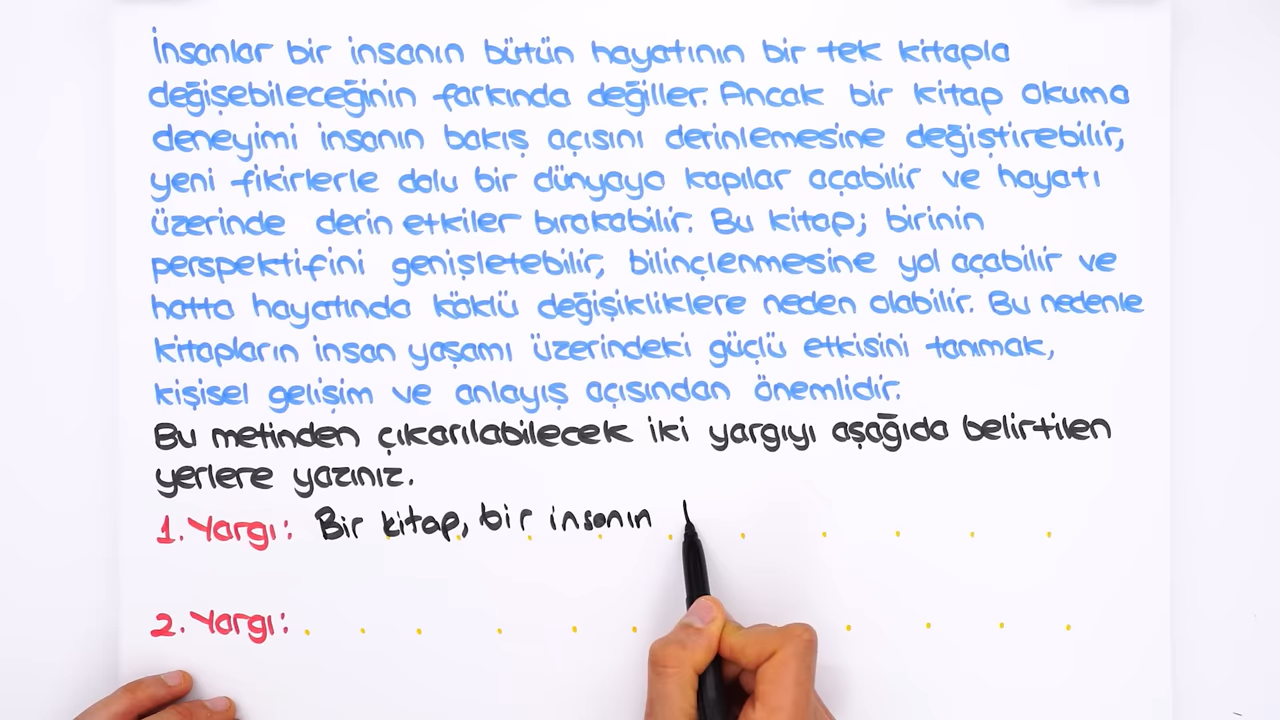 İnsanlar bir insanın bütün hayatının bir tek kitapla
değişebileceğinin farkında değiller. Ancak bir kitap okuma
deneyimi insanın bakış açısını derinlemesine değiştirebilir,
yeni fikirlerle dolu bir dünyaya kapılar açabilir ve hayatı
üzerinde derin etkiler bırakabilir. Bu kitap; birinin
perspektifini genişletebilir, bilinçlenmesine yol açabilir ve
hatta hayatında köklü değişikliklere neden olabilir. Bu nedenle
kitapların insan yaşamı üzerindeki güçlü etkisini tanımak,
kişisel gelişim ve anlayış açısından önemlidir.
Bu metinden çıkarılabilecek iki yargıyı aşağıda belirtilen
yerlere yazınız.
1. Yargı: Bir kitap, bir insanın
2. Yargı: